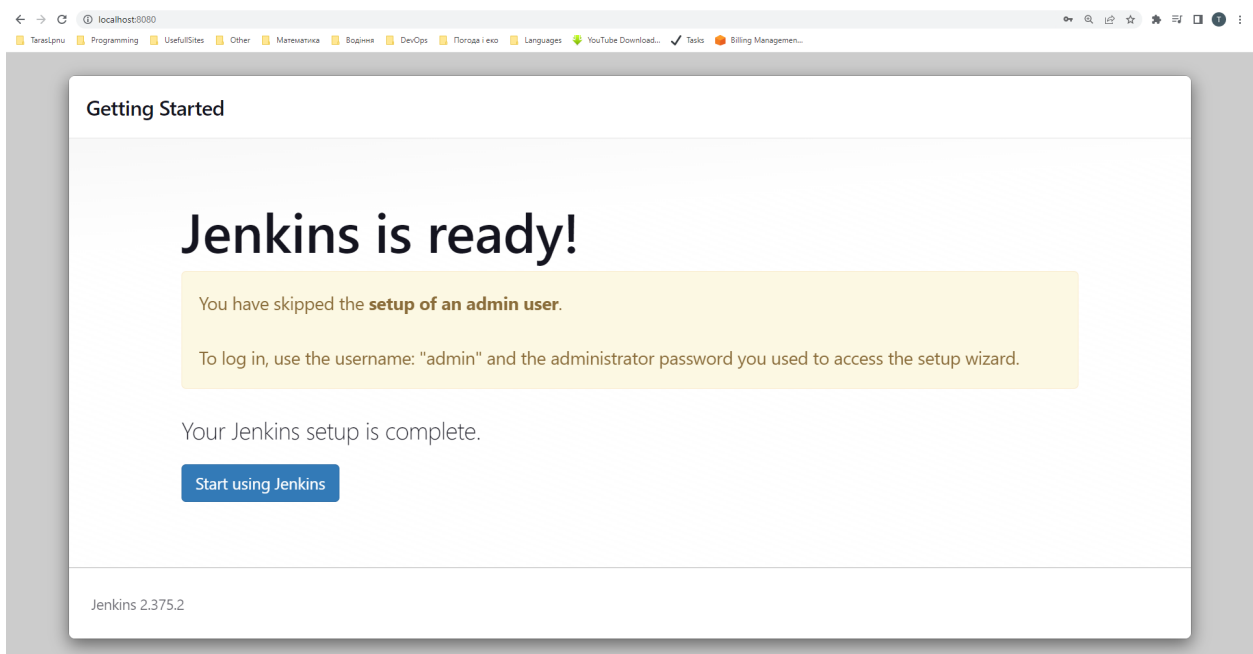 localhost:8080
TarasLpnu Programming UsefullSites Other Математика Водіння DevOps Погода і еко Languages YouTube Download... Tasks Billing Managemen...
Getting Started
Jenkins is ready!
You have skipped the setup of an admin user.
To log in, use the username: "admin" and the administrator password you used to access the setup wizard.
Your Jenkins setup is complete.
Start using Jenkins
Jenkins 2.375.2